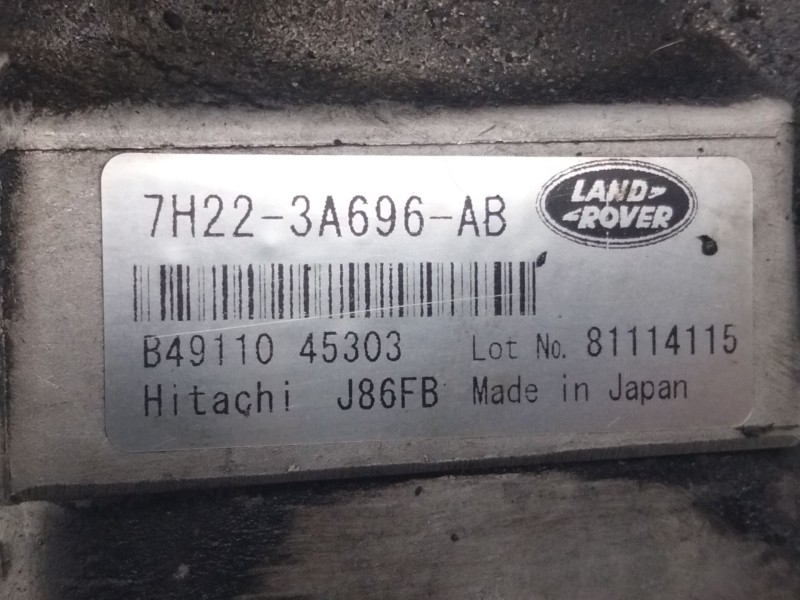 7H22-3A696-AB
LAND-
-ROVER
B49110 45303 Lot No. 81114115
Hitachi J86FB Made in Japan